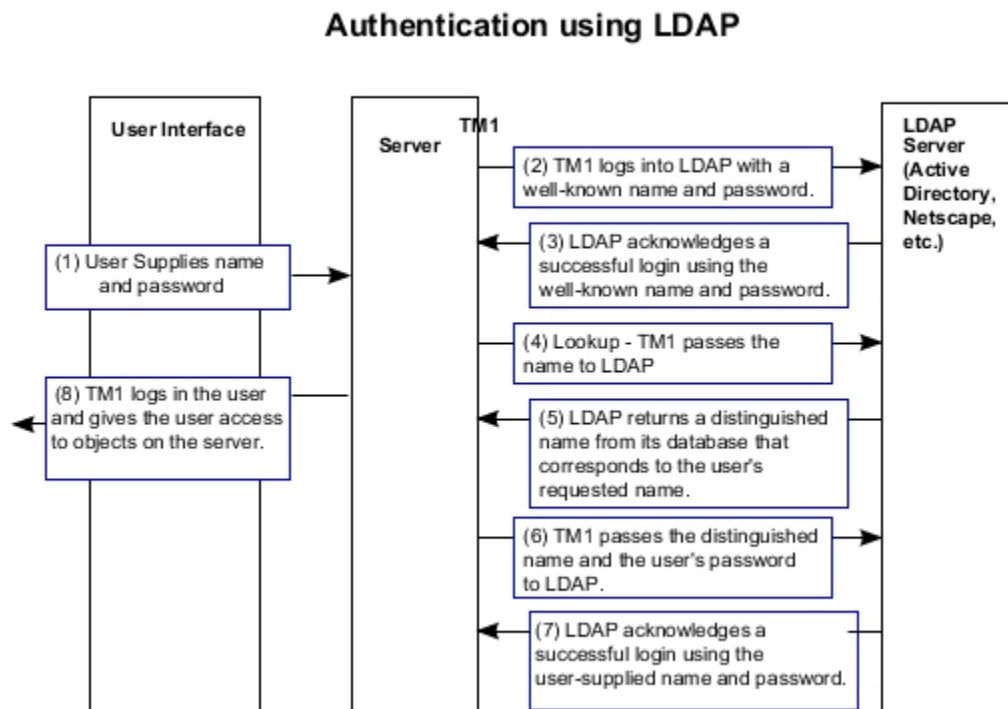 Authentication using LDAP
User Interface
TM1
Server
LDAP
Server
(Active
Directory,
Netscape,
etc.)
(1) User Supplies name
and password
(2) TM1 logs into LDAP with a
well-known name and password.
(3) LDAP acknowledges a
successful login using the
well-known name and password.
(4) Lookup - TM1 passes the
name to LDAP
(5) LDAP returns a distinguished
name from its database that
corresponds to the user's
requested name.
(6) TM1 passes the distinguished
name and the user's password
to LDAP.
(7) LDAP acknowledges a
successful login using the
user-supplied name and password.
(8) TM1 logs in the user
and gives the user access
to objects on the server.